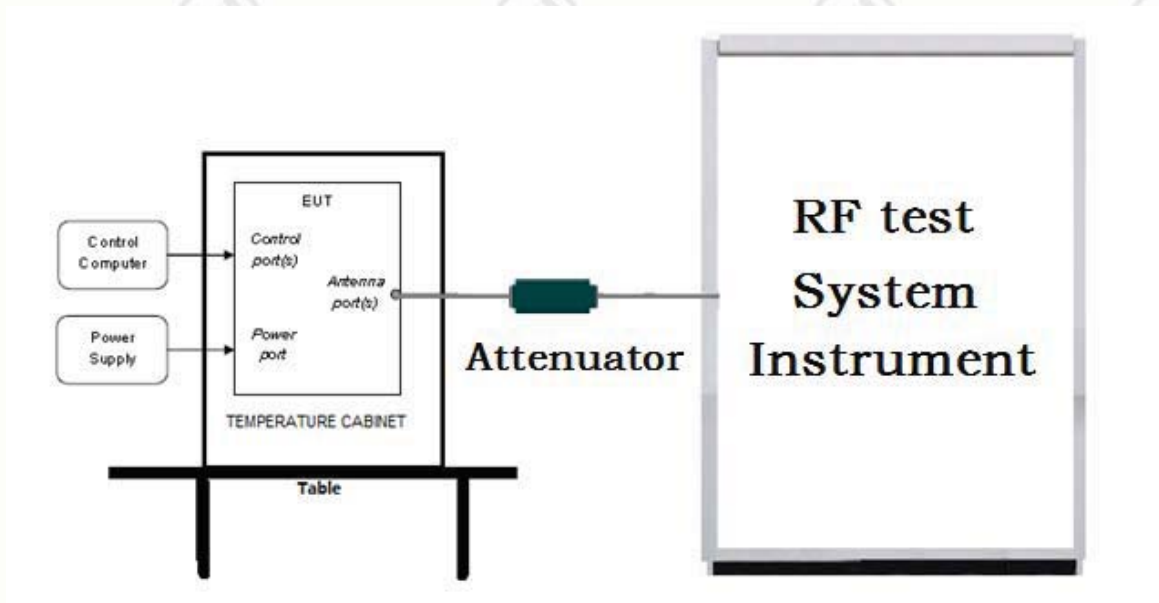 EUT
Control
Computer
Control
port(s)
Antenna
port(s)
Power
Supply
Power
port
TEMPERATURE CABINET
Table
Attenuator
RF test
System
Instrument